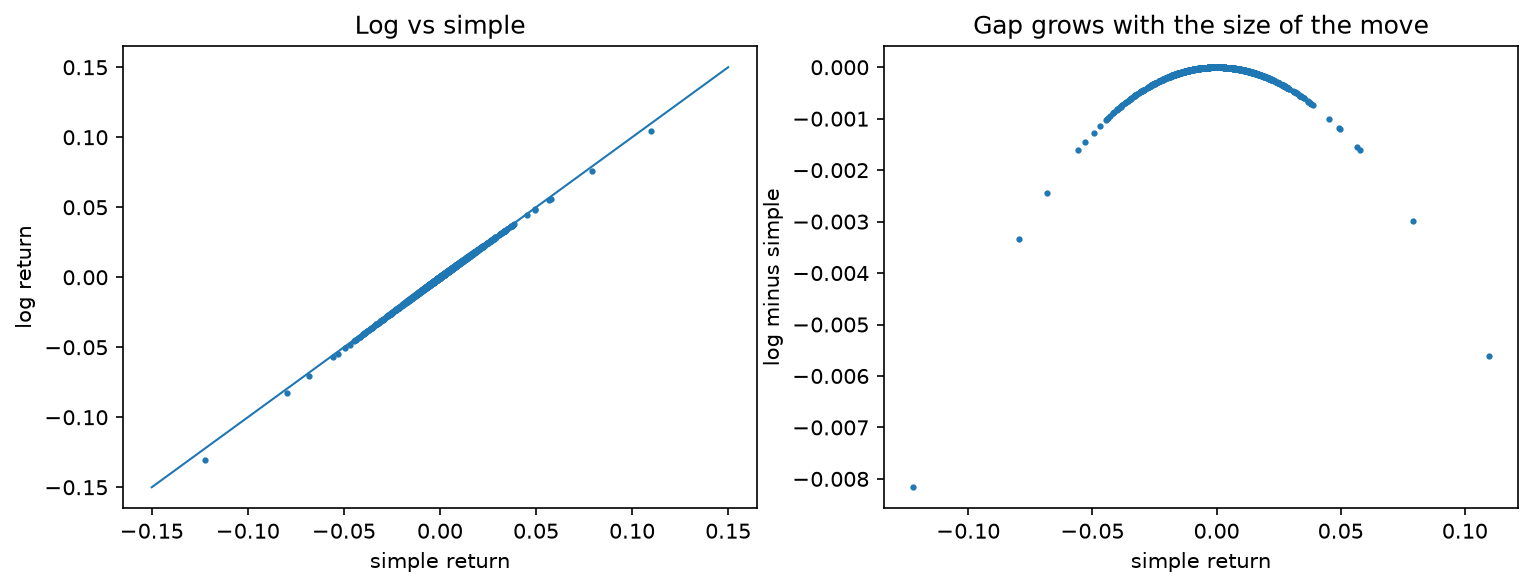 Log vs simple
log return
0.15
0.10
0.05
0.00
−0.05
−0.10
−0.15
−0.15 −0.10 −0.05 0.00 0.05 0.10 0.15
simple return
Gap grows with the size of the move
log minus simple
0.000
−0.001
−0.002
−0.003
−0.004
−0.005
−0.006
−0.007
−0.008
−0.10 −0.05 0.00 0.05 0.10
simple return